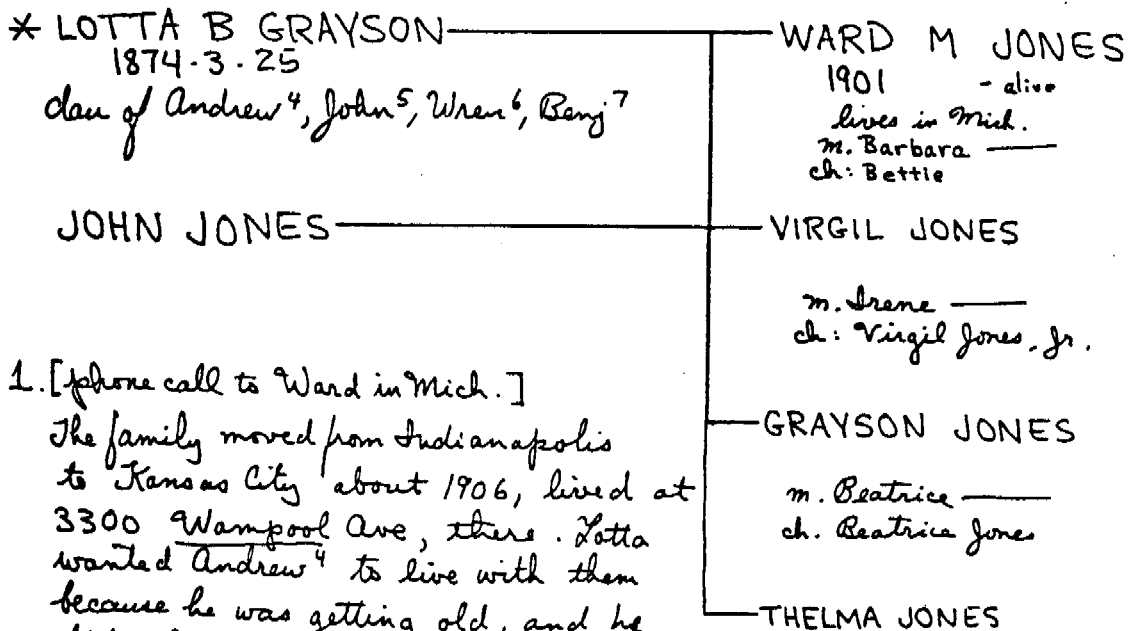 * LOTTA B GRAYSON
1874-3-25
dau of Andrew⁴, John⁵, Wren⁶, Benj⁷
JOHN JONES
WARD M JONES
1901 - alive
lives in Mich.
m. Barbara ——
ch: Bettie
VIRGIL JONES
m. Irene ——
ch: Virgil Jones, Jr.
GRAYSON JONES
m. Beatrice ——
ch. Beatrice Jones
THELMA JONES
1. [phone call to Ward in Mich.]
The family moved from Indianapolis
to Kansas City about 1906, lived at
3300 Wampool Ave, there. Lotta
wanted Andrew⁴ to live with them
because he was getting old, and he